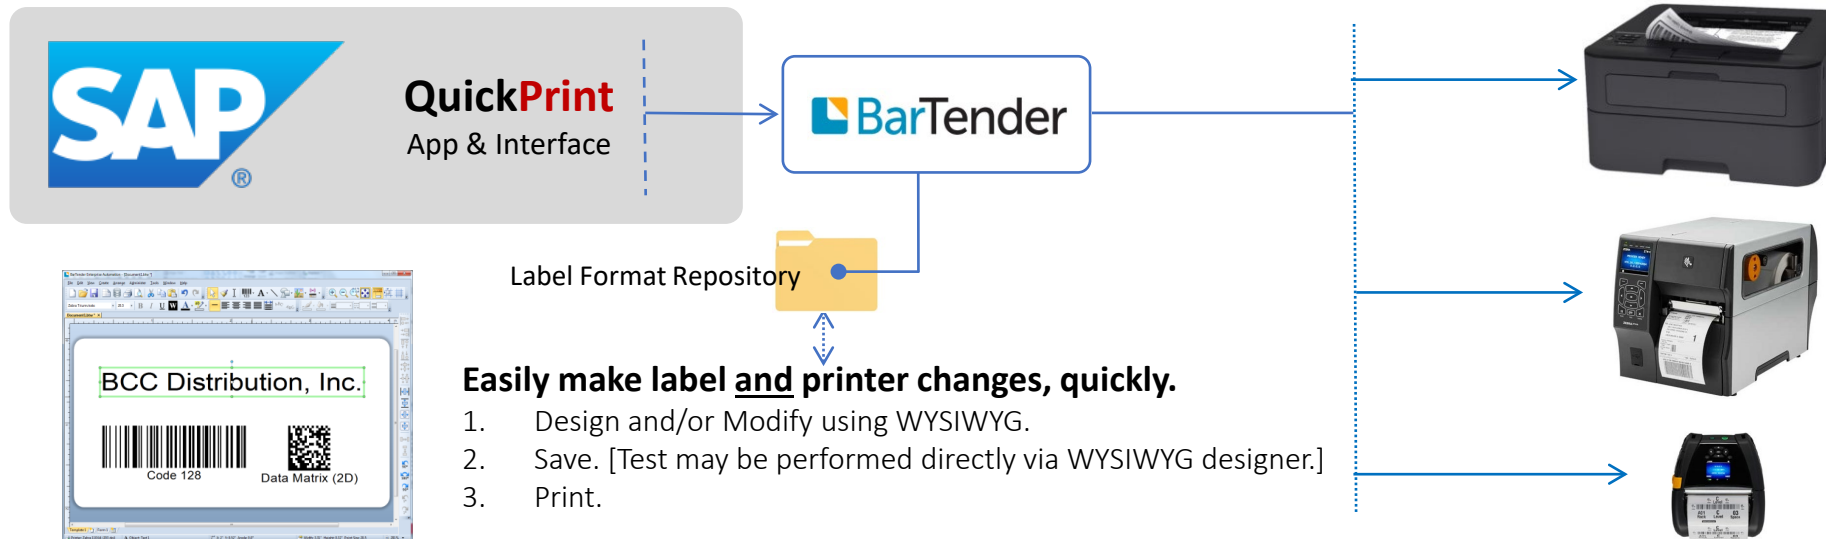 SAP
®
QuickPrint
App & Interface
BarTender
Label Format Repository
BCC Distribution, Inc.
Code 128
Data Matrix (2D)
Easily make label and printer changes, quickly.
1. Design and/or Modify using WYSIWYG.
2. Save. [Test may be performed directly via WYSIWYG designer.]
3. Print.